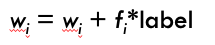 wᵢ = wᵢ + fᵢ*label